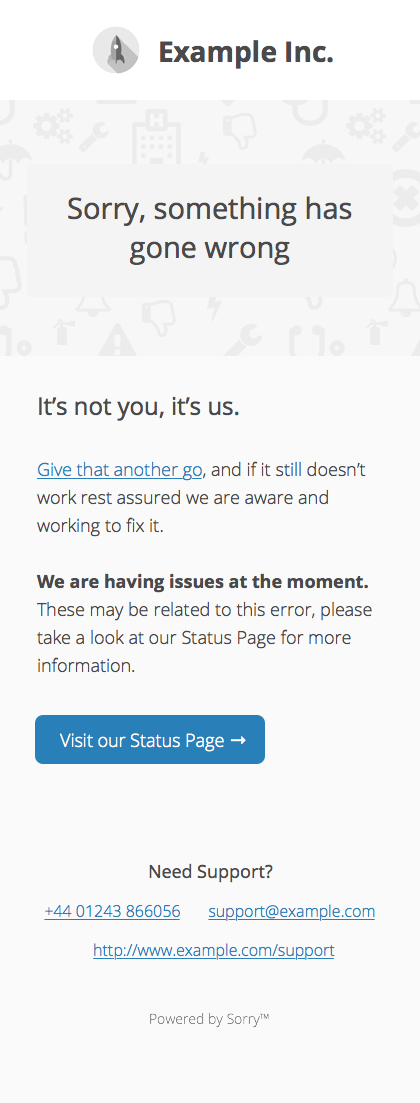 Example Inc.
Sorry, something has
gone wrong
It’s not you, it’s us.
Give that another go, and if it still doesn’t
work rest assured we are aware and
working to fix it.
We are having issues at the moment.
These may be related to this error, please
take a look at our Status Page for more
information.
Visit our Status Page →
Need Support?
+44 01243 866056 support@example.com
http://www.example.com/support
Powered by Sorry™